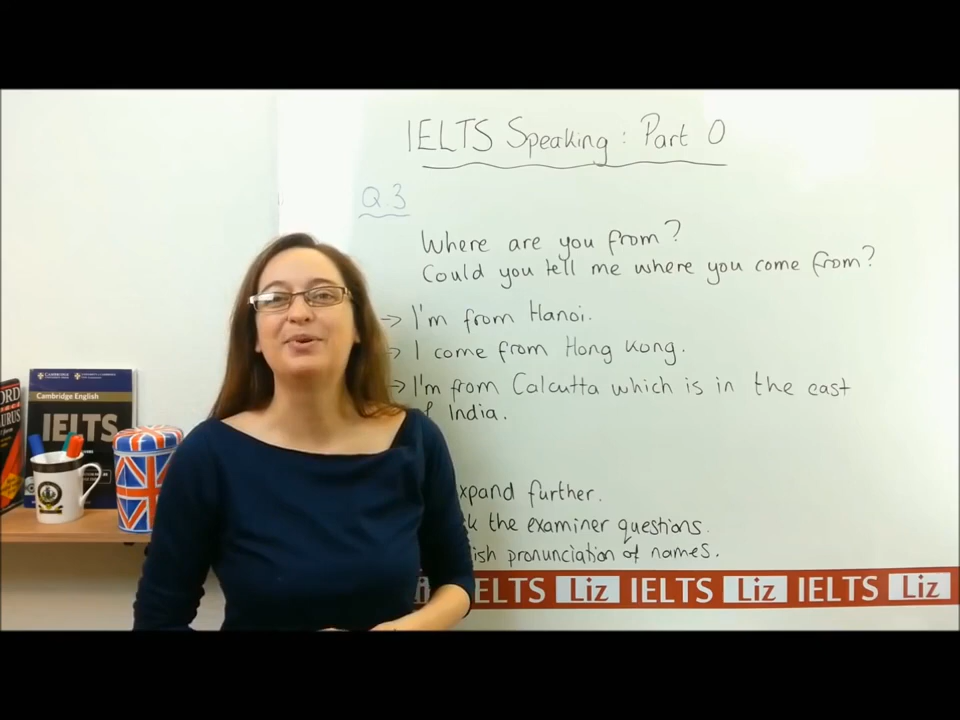 IELTS Speaking : Part 0
Q.3
Where are you from?
Could you tell me where you come from?
→ I'm from Hanoi.
→ I come from Hong Kong.
→ I'm from Calcutta which is in the east
India.
further.
the examiner questions.
pronunciation of names.
IELTS Liz IELTS Liz IELTS Liz
CAMBRIDGE
Cambridge English
IELTS